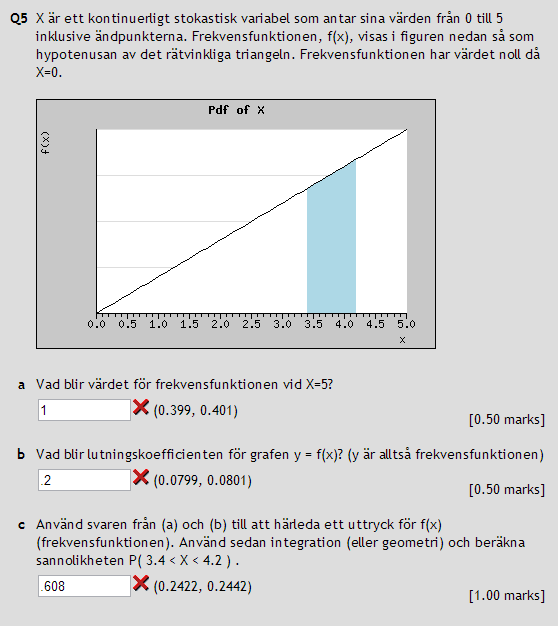 Q5 X är ett kontinuerligt stokastisk variabel som antar sina värden från 0 till 5
inklusive ändpunkterna. Frekvensfunktionen, f(x), visas i figuren nedan så som
hypotenusan av det rätvinkliga triangeln. Frekvensfunktionen har värdet noll då
X=0.
Pdf of X
f(x)
0.0 0.5 1.0 1.5 2.0 2.5 3.0 3.5 4.0 4.5 5.0
x
a Vad blir värdet för frekvensfunktionen vid X=5?
1 (0.399, 0.401)
[0.50 marks]
b Vad blir lutningskoefficienten för grafen y = f(x)? (y är alltså frekvensfunktionen)
.2 (0.0799, 0.0801)
[0.50 marks]
c Använd svaren från (a) och (b) till att härleda ett uttryck för f(x)
(frekvensfunktionen). Använd sedan integration (eller geometri) och beräkna
sannolikheten P( 3.4 < X < 4.2 ) .
.608 (0.2422, 0.2442)
[1.00 marks]